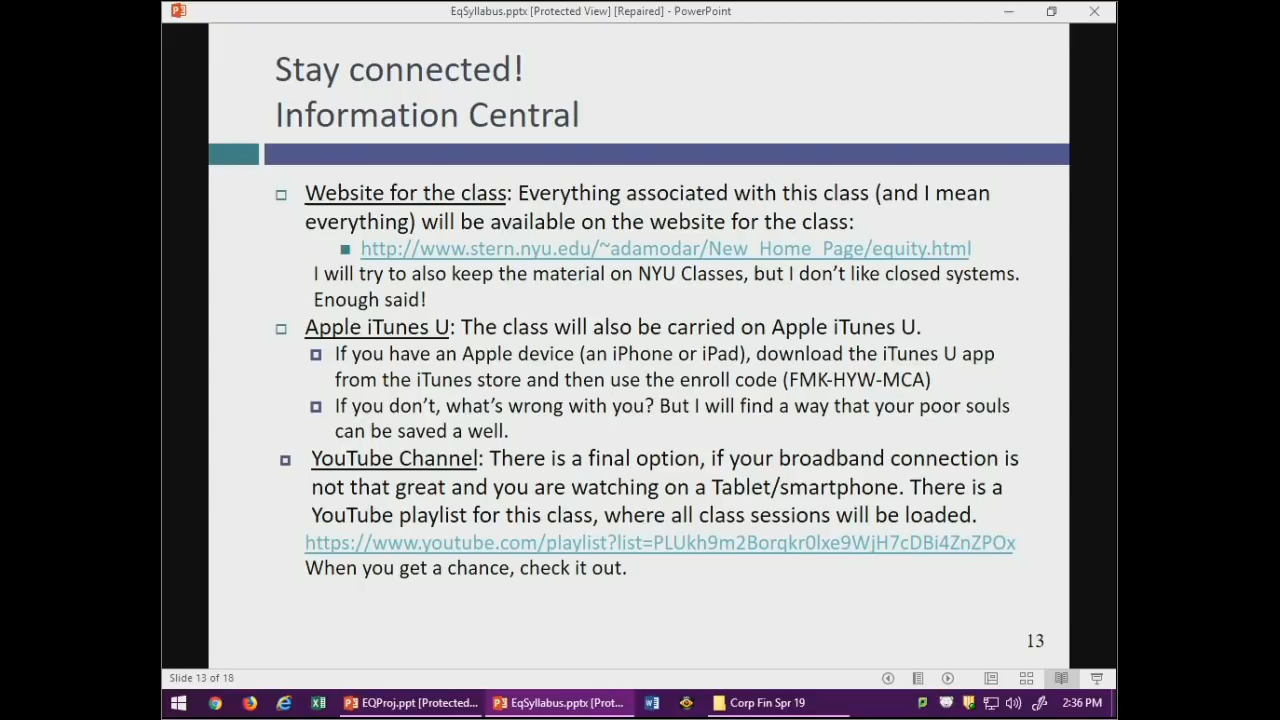 EqSyllabus.pptx [Protected View] [Repaired] - PowerPoint
Stay connected!
Information Central
Website for the class: Everything associated with this class (and I mean
everything) will be available on the website for the class:
http://www.stern.nyu.edu/~adamodar/New_Home_Page/equity.html
I will try to also keep the material on NYU Classes, but I don't like closed systems.
Enough said!
Apple iTunes U: The class will also be carried on Apple iTunes U.
If you have an Apple device (an iPhone or iPad), download the iTunes U app
from the iTunes store and then use the enroll code (FMK-HYW-MCA)
If you don't, what's wrong with you? But I will find a way that your poor souls
can be saved a well.
YouTube Channel: There is a final option, if your broadband connection is
not that great and you are watching on a Tablet/smartphone. There is a
YouTube playlist for this class, where all class sessions will be loaded.
https://www.youtube.com/playlist?list=PLUkh9m2Borqkr0lxe9WjH7cDBi4ZnZPOx
When you get a chance, check it out.
13
Slide 13 of 18
EQProj.ppt [Protected... EqSyllabus.pptx [Prot... Corp Fin Spr 19 2:36 PM